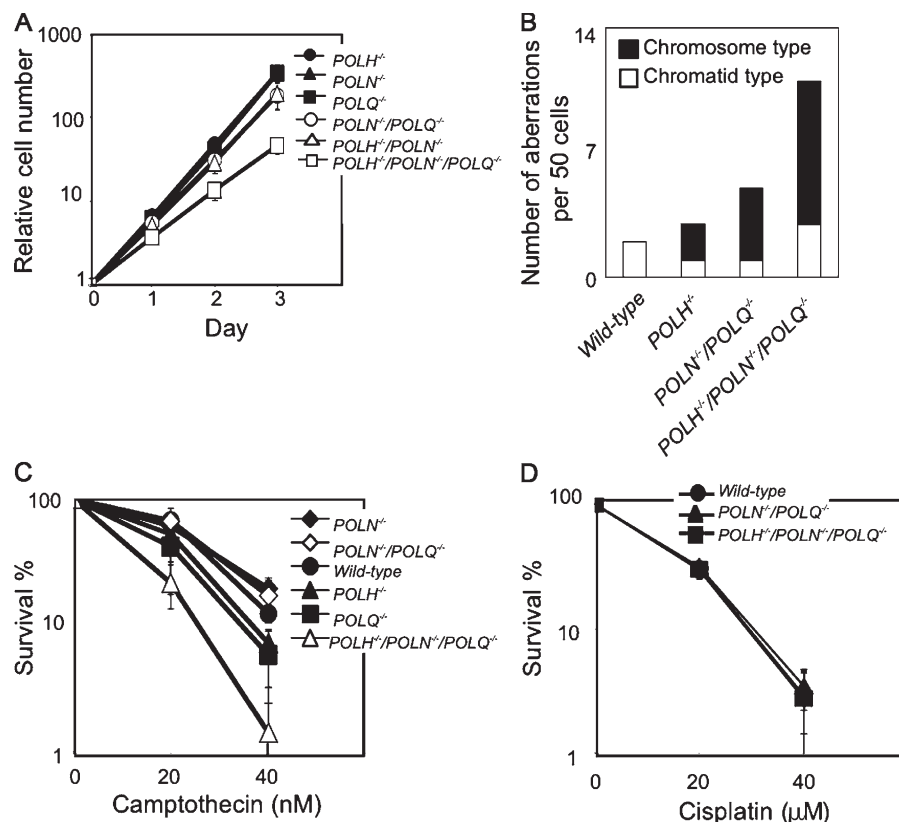 A
Relative cell number
1000
100
10
1
0
1
2
3
Day
POLH-/-
POLN-/-
POLQ-/-
POLN-/-/POLQ-/-
POLH-/-/POLN-/-
POLH-/-/POLN-/-/POLQ-/-
B
Number of aberrations
per 50 cells
14
7
0
Chromosome type
Chromatid type
Wild-type
POLH-/-
POLN-/-/POLQ-/-
POLH-/-/POLN-/-/POLQ-/-
C
Survival %
100
10
1
0
20
40
Camptothecin (nM)
POLN-/-
POLN-/-/POLQ-/-
Wild-type
POLH-/-
POLQ-/-
POLH-/-/POLN-/-/POLQ-/-
D
Survival %
100
10
1
0
20
40
Cisplatin (μM)
Wild-type
POLN-/-/POLQ-/-
POLH-/-/POLN-/-/POLQ-/-